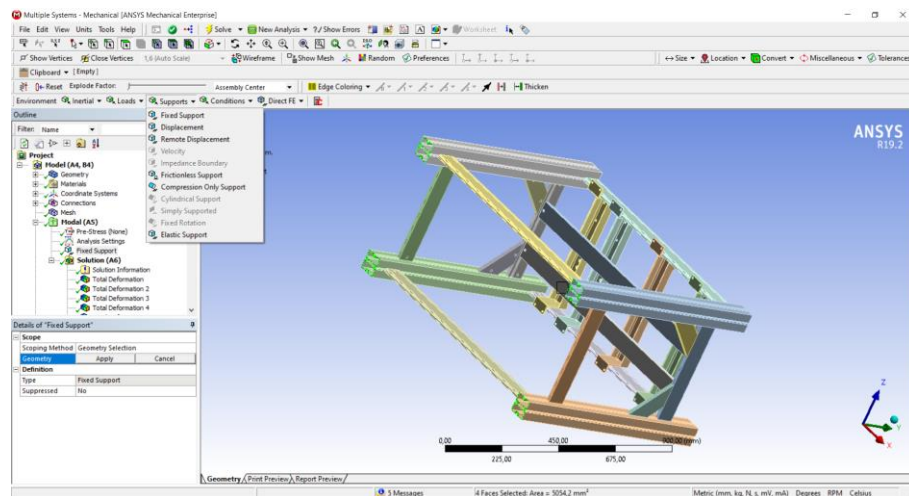 Multiple Systems - Mechanical [ANSYS Mechanical Enterprise]
File Edit View Units Tools Help Solve New Analysis ?/ Show Errors Worksheet
Show Vertices Close Vertices 1,6 (Auto Scale) Wireframe Show Mesh Random Preferences Size Location Convert Miscellaneous Tolerances
Clipboard [Empty]
Reset Explode Factor: Assembly Center Edge Coloring Thicken
Environment Inertial Loads Supports Conditions Direct FE
Outline
Filter: Name
Project
Model (A4, B4)
Geometry
Materials
Coordinate Systems
Connections
Mesh
Modal (A5)
Pre-Stress (None)
Analysis Settings
Fixed Support
Solution (A6)
Solution Information
Total Deformation
Total Deformation 2
Total Deformation 3
Total Deformation 4
Fixed Support
Displacement
Remote Displacement
Velocity
Impedance Boundary
Frictionless Support
Compression Only Support
Cylindrical Support
Simply Supported
Fixed Rotation
Elastic Support
ANSYS
R19.2
Details of "Fixed Support"
Scope
Scoping Method Geometry Selection
Geometry Apply Cancel
Definition
Type Fixed Support
Suppressed No
0,00 450,00 900,00 (mm)
225,00 675,00
Z
Y
X
Geometry Print Preview Report Preview
5 Messages 4 Faces Selected: Area = 5054,2 mm² Metric (mm, kg, N, s, mV, mA) Degrees RPM Celsius